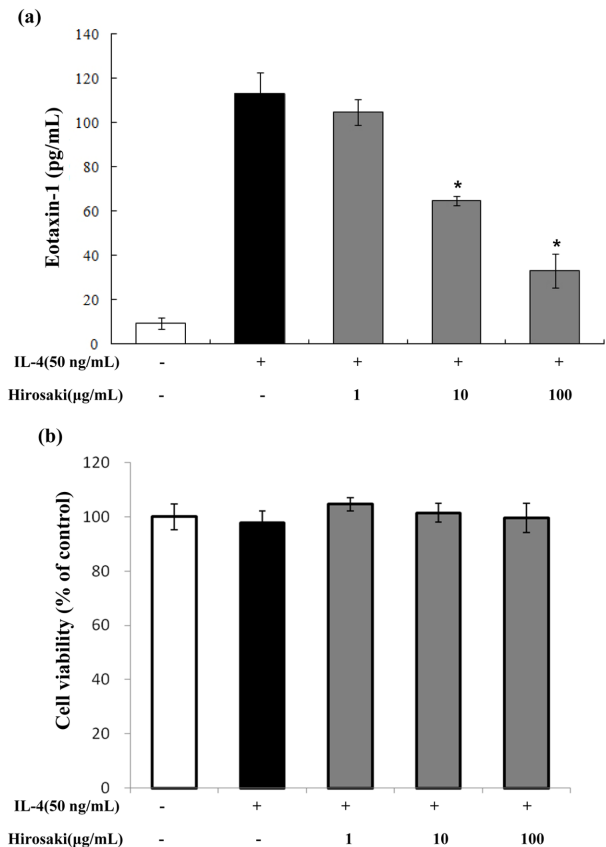 (a)
Eotaxin-1 (pg/mL)
140
120
100
80
60
40
20
0
* *
IL-4(50 ng/mL) - + + + +
Hirosaki(µg/mL) - - 1 10 100
(b)
Cell viability (% of control)
120
100
80
60
40
20
0
IL-4(50 ng/mL) - + + + +
Hirosaki(µg/mL) - - 1 10 100